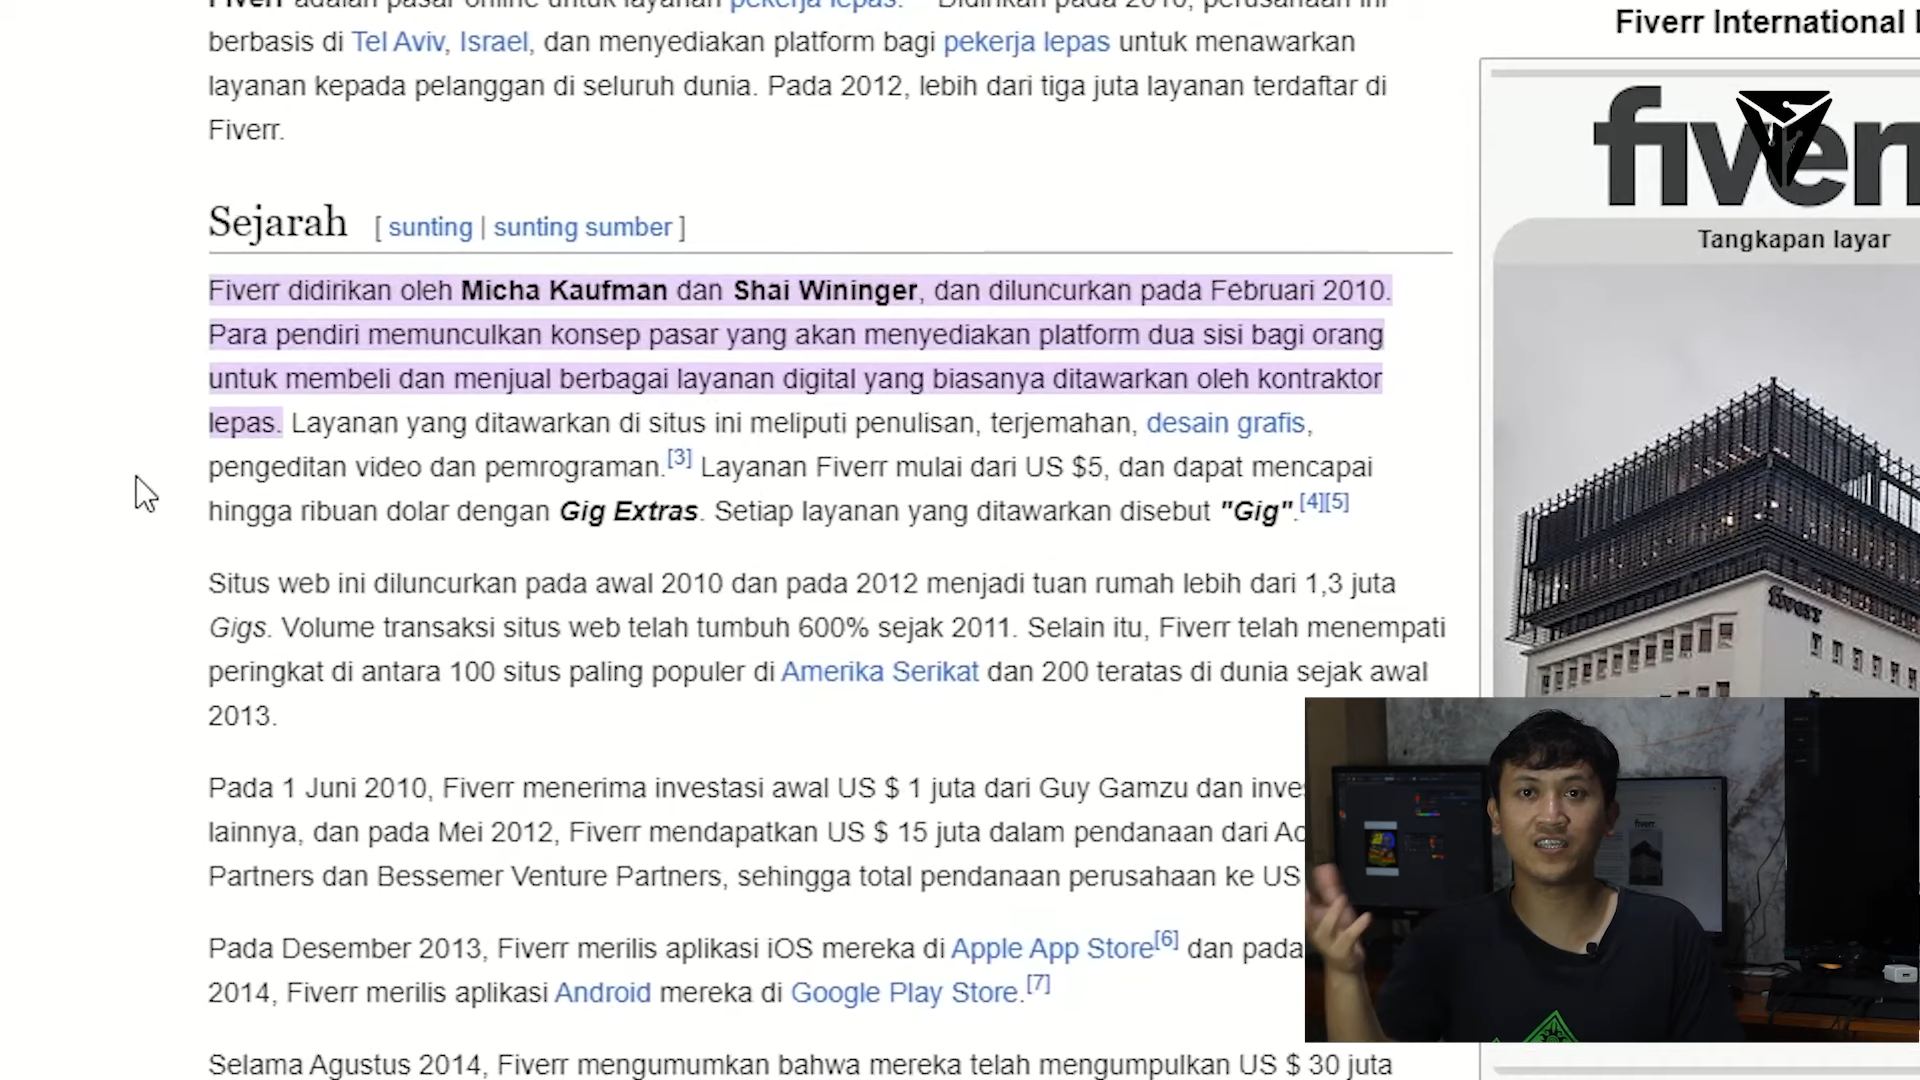 Fiverr adalah pasar online untuk layanan pekerja lepas. Didirikan pada 2010, perusahaan ini
berbasis di Tel Aviv, Israel, dan menyediakan platform bagi pekerja lepas untuk menawarkan
layanan kepada pelanggan di seluruh dunia. Pada 2012, lebih dari tiga juta layanan terdaftar di
Fiverr.
Sejarah [ sunting | sunting sumber ]
Fiverr didirikan oleh Micha Kaufman dan Shai Wininger, dan diluncurkan pada Februari 2010.
Para pendiri memunculkan konsep pasar yang akan menyediakan platform dua sisi bagi orang
untuk membeli dan menjual berbagai layanan digital yang biasanya ditawarkan oleh kontraktor
lepas. Layanan yang ditawarkan di situs ini meliputi penulisan, terjemahan, desain grafis,
pengeditan video dan pemrograman.[3] Layanan Fiverr mulai dari US $5, dan dapat mencapai
hingga ribuan dolar dengan Gig Extras. Setiap layanan yang ditawarkan disebut "Gig".[4][5]
Situs web ini diluncurkan pada awal 2010 dan pada 2012 menjadi tuan rumah lebih dari 1,3 juta
Gigs. Volume transaksi situs web telah tumbuh 600% sejak 2011. Selain itu, Fiverr telah menempati
peringkat di antara 100 situs paling populer di Amerika Serikat dan 200 teratas di dunia sejak awal
2013.
Pada 1 Juni 2010, Fiverr menerima investasi awal US $ 1 juta dari Guy Gamzu dan inve
lainnya, dan pada Mei 2012, Fiverr mendapatkan US $ 15 juta dalam pendanaan dari Ac
Partners dan Bessemer Venture Partners, sehingga total pendanaan perusahaan ke US
Pada Desember 2013, Fiverr merilis aplikasi iOS mereka di Apple App Store[6] dan pada
2014, Fiverr merilis aplikasi Android mereka di Google Play Store.[7]
Selama Agustus 2014, Fiverr mengumumkan bahwa mereka telah mengumpulkan US $ 30 juta
Fiverr International
fiverr
Tangkapan layar
fiverr
fiverr